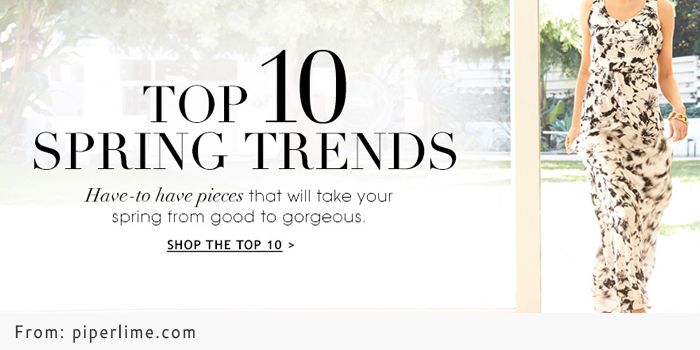 TOP 10
SPRING TRENDS
Have-to have pieces that will take your
spring from good to gorgeous.
SHOP THE TOP 10 >
From: piperlime.com